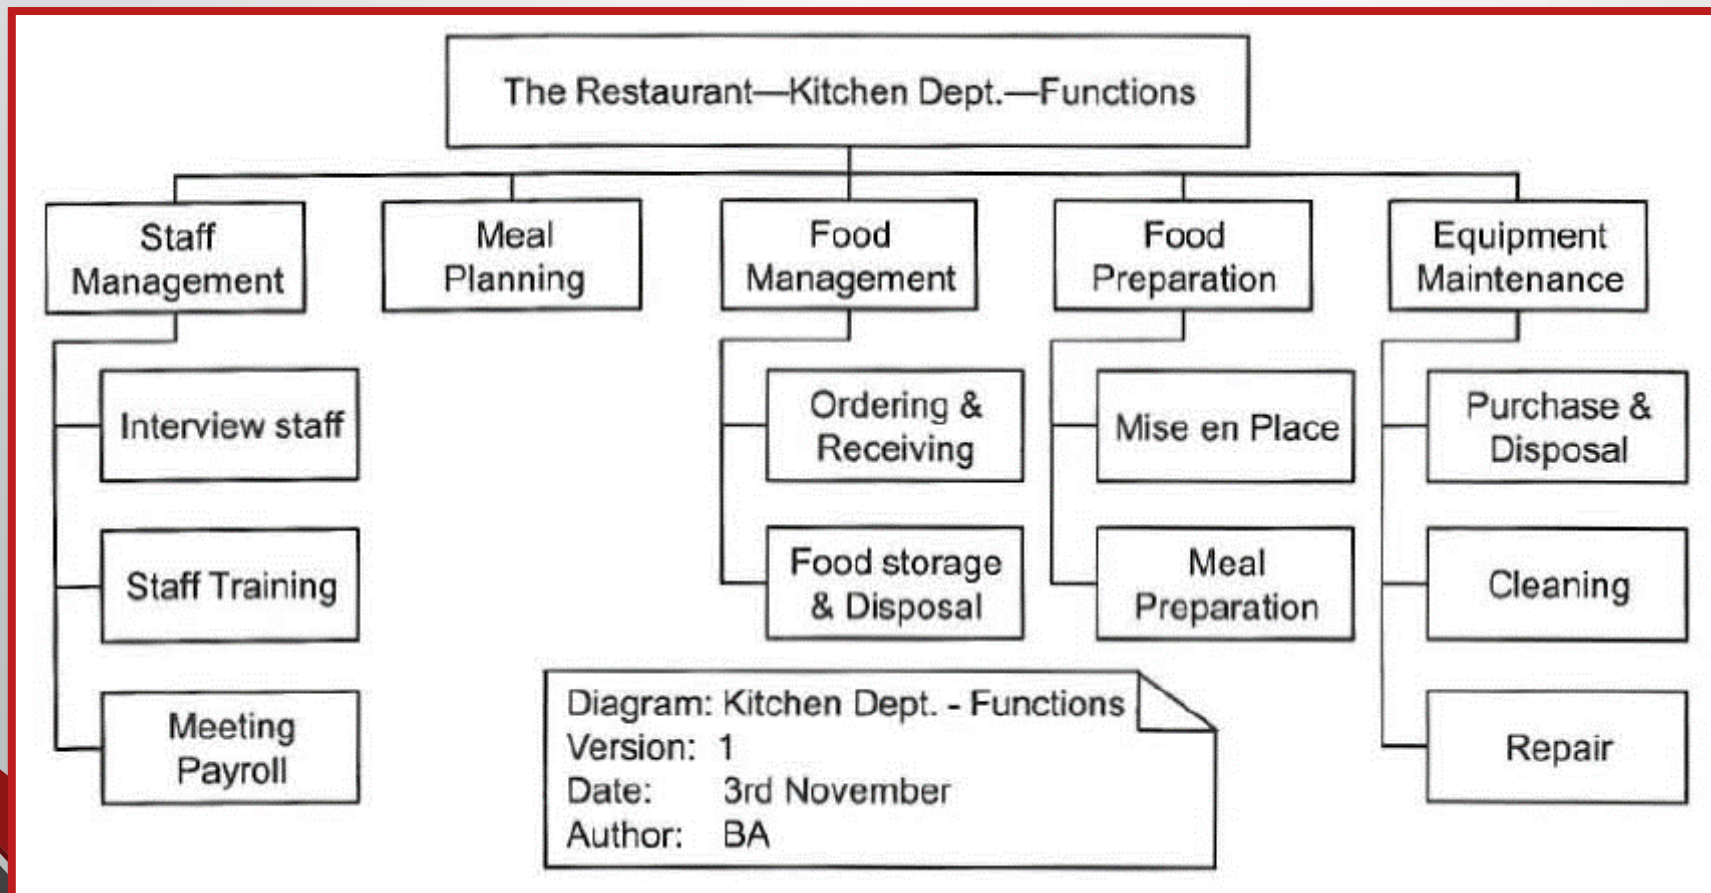 The Restaurant—Kitchen Dept.—Functions
Staff
Management
Meal
Planning
Food
Management
Food
Preparation
Equipment
Maintenance
Interview staff
Staff Training
Meeting
Payroll
Ordering &
Receiving
Food storage
& Disposal
Mise en Place
Meal
Preparation
Purchase &
Disposal
Cleaning
Repair
Diagram: Kitchen Dept. - Functions
Version: 1
Date: 3rd November
Author: BA